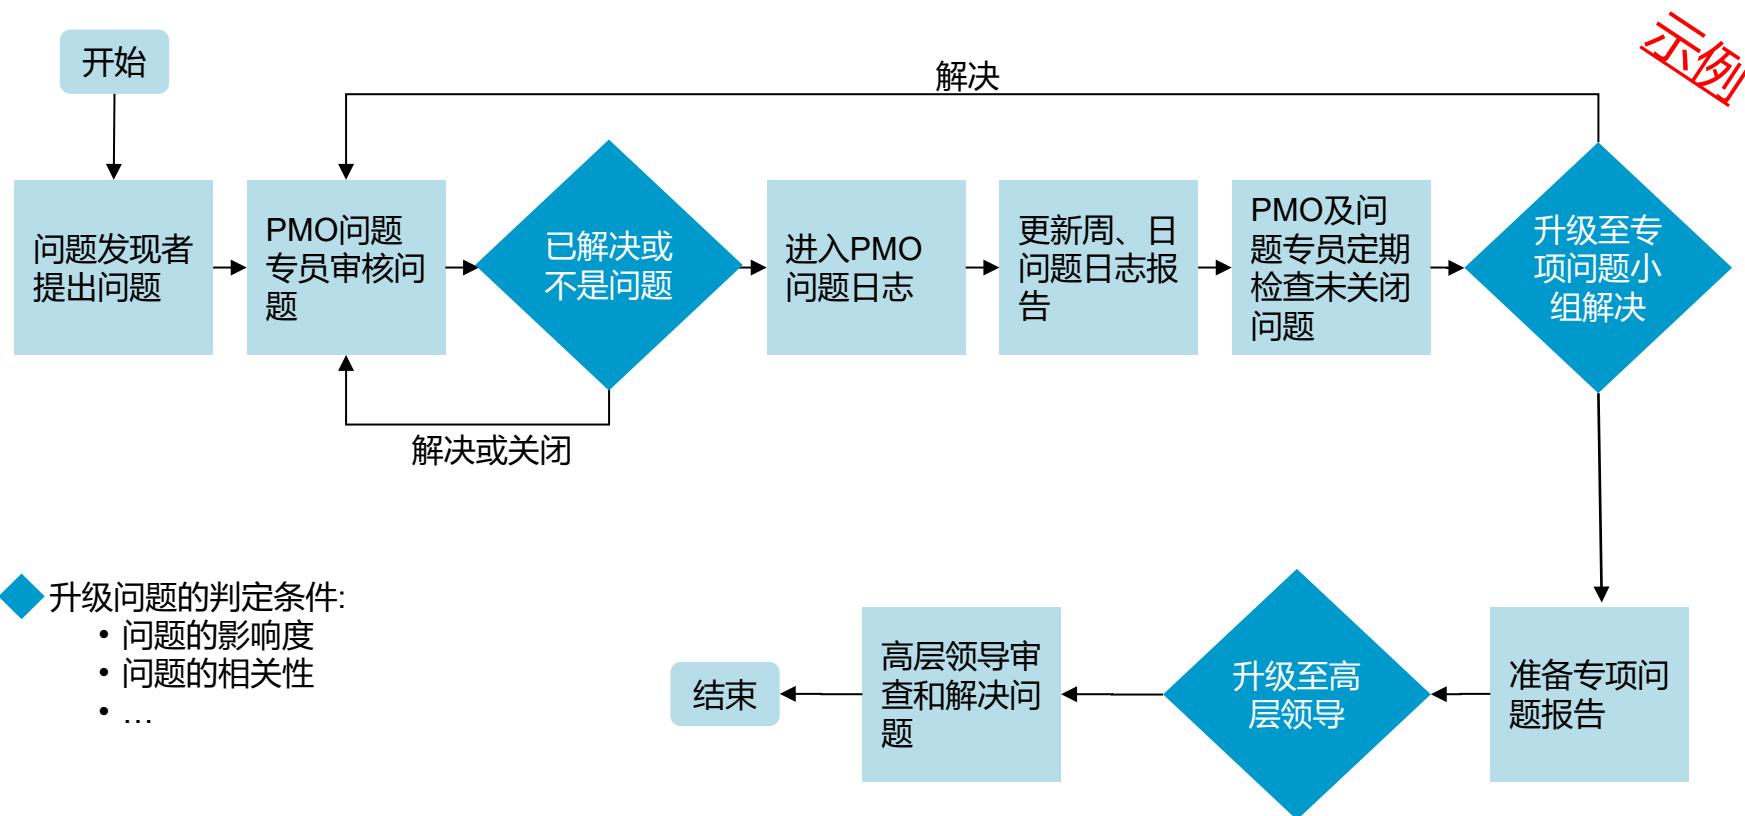 示例
开始
解决
问题发现者
提出问题
PMO问题
专员审核问
题
已解决或
不是问题
进入PMO
问题日志
更新周、日
问题日志报
告
PMO及问
题专员定期
检查未关闭
问题
升级至专
项问题小
组解决
解决或关闭
准备专项问
题报告
升级至高
层领导
高层领导审
查和解决问
题
结束
升级问题的判定条件:
• 问题的影响度
• 问题的相关性
• …